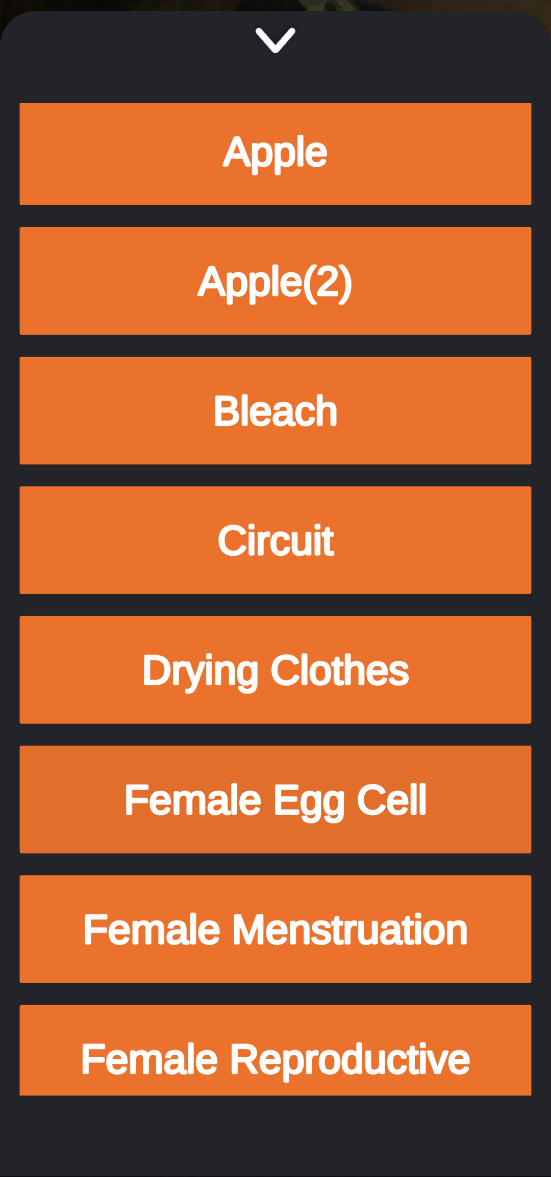 Apple
Apple(2)
Bleach
Circuit
Drying Clothes
Female Egg Cell
Female Menstruation
Female Reproductive